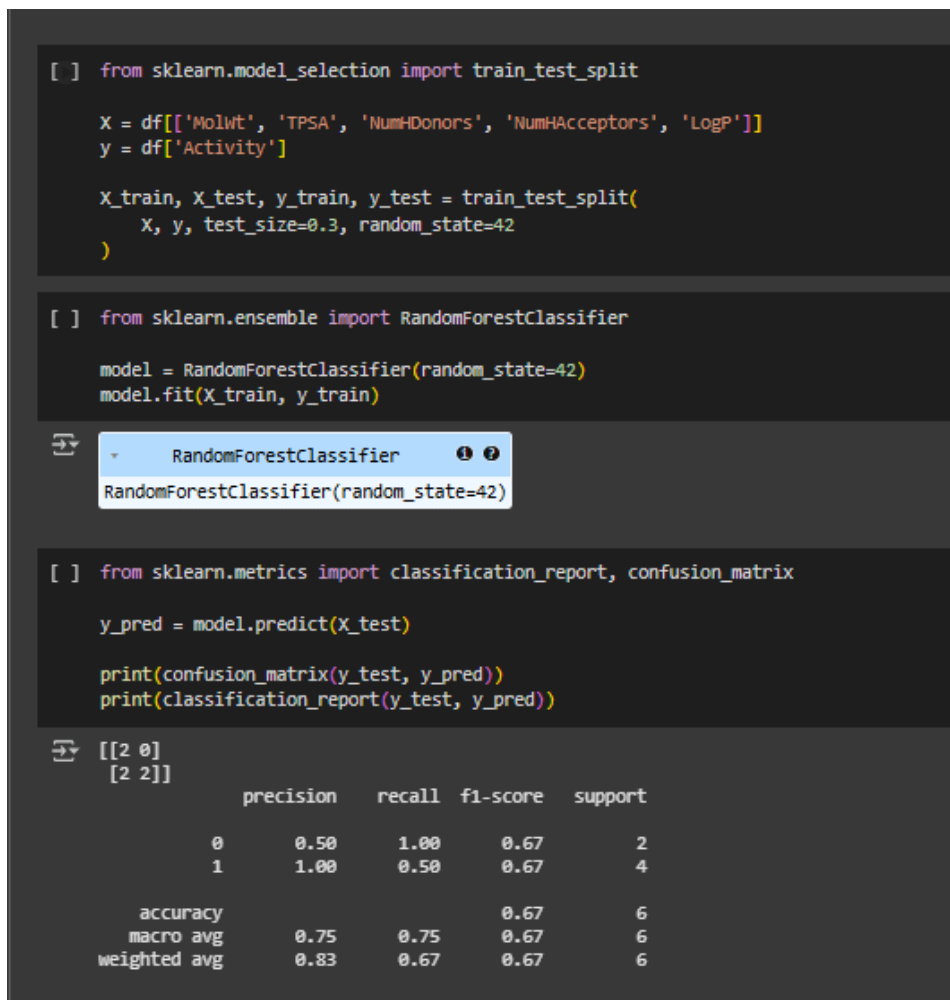 [ ] from sklearn.model_selection import train_test_split
X = df[['MolWt', 'TPSA', 'NumHDonors', 'NumHAcceptors', 'LogP']]
y = df['Activity']
X_train, X_test, y_train, y_test = train_test_split(
    X, y, test_size=0.3, random_state=42
)
[ ] from sklearn.ensemble import RandomForestClassifier
model = RandomForestClassifier(random_state=42)
model.fit(X_train, y_train)
RandomForestClassifier i ?
RandomForestClassifier(random_state=42)
[ ] from sklearn.metrics import classification_report, confusion_matrix
y_pred = model.predict(X_test)
print(confusion_matrix(y_test, y_pred))
print(classification_report(y_test, y_pred))
[[2 0]
 [2 2]]
              precision    recall  f1-score   support
           0       0.50      1.00      0.67         2
           1       1.00      0.50      0.67         4
    accuracy                           0.67         6
   macro avg       0.75      0.75      0.67         6
weighted avg       0.83      0.67      0.67         6